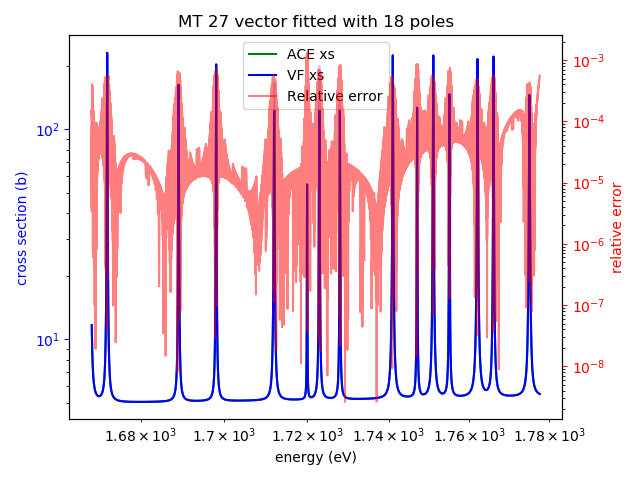 MT 27 vector fitted with 18 poles
ACE xs
VF xs
Relative error
cross section (b)
10²
10¹
relative error
10⁻³
10⁻⁴
10⁻⁵
10⁻⁶
10⁻⁷
10⁻⁸
1.68 × 10³
1.7 × 10³
1.72 × 10³
1.74 × 10³
1.76 × 10³
1.78 × 10³
energy (eV)